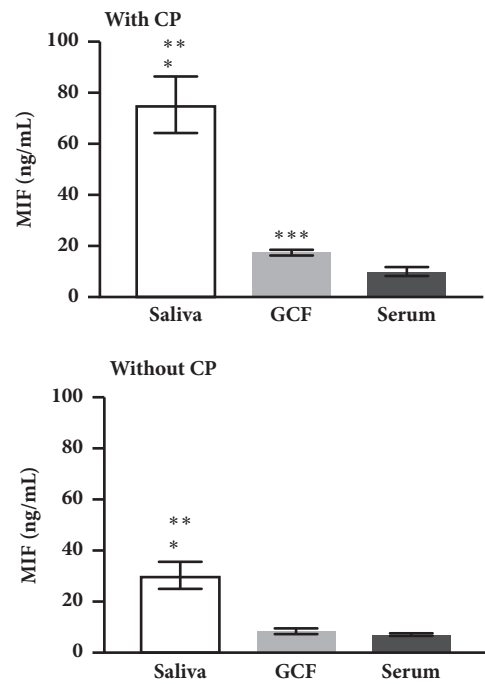 With CP
100
80
60
40
20
0
MIF (ng/mL)
**
*
***
Saliva GCF Serum
Without CP
100
80
60
40
20
0
MIF (ng/mL)
**
*
Saliva GCF Serum